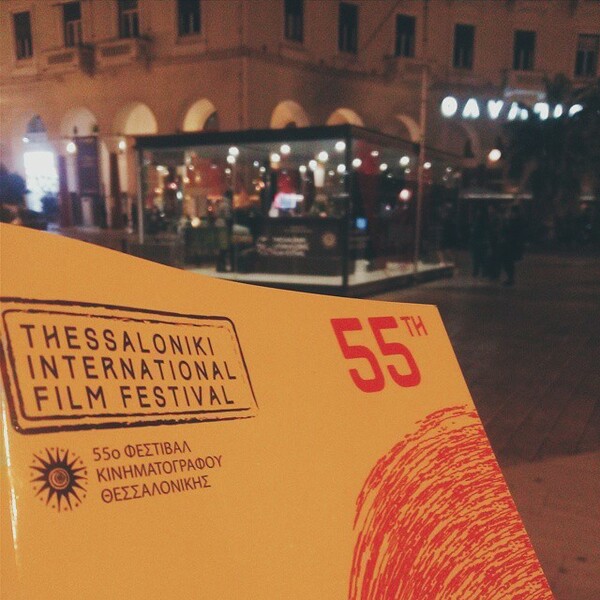 THESSALONIKI
INTERNATIONAL
FILM FESTIVAL
55TH
55ο ΦΕΣΤΙΒΑΛ
ΚΙΝΗΜΑΤΟΓΡΑΦΟΥ
ΘΕΣΣΑΛΟΝΙΚΗΣ